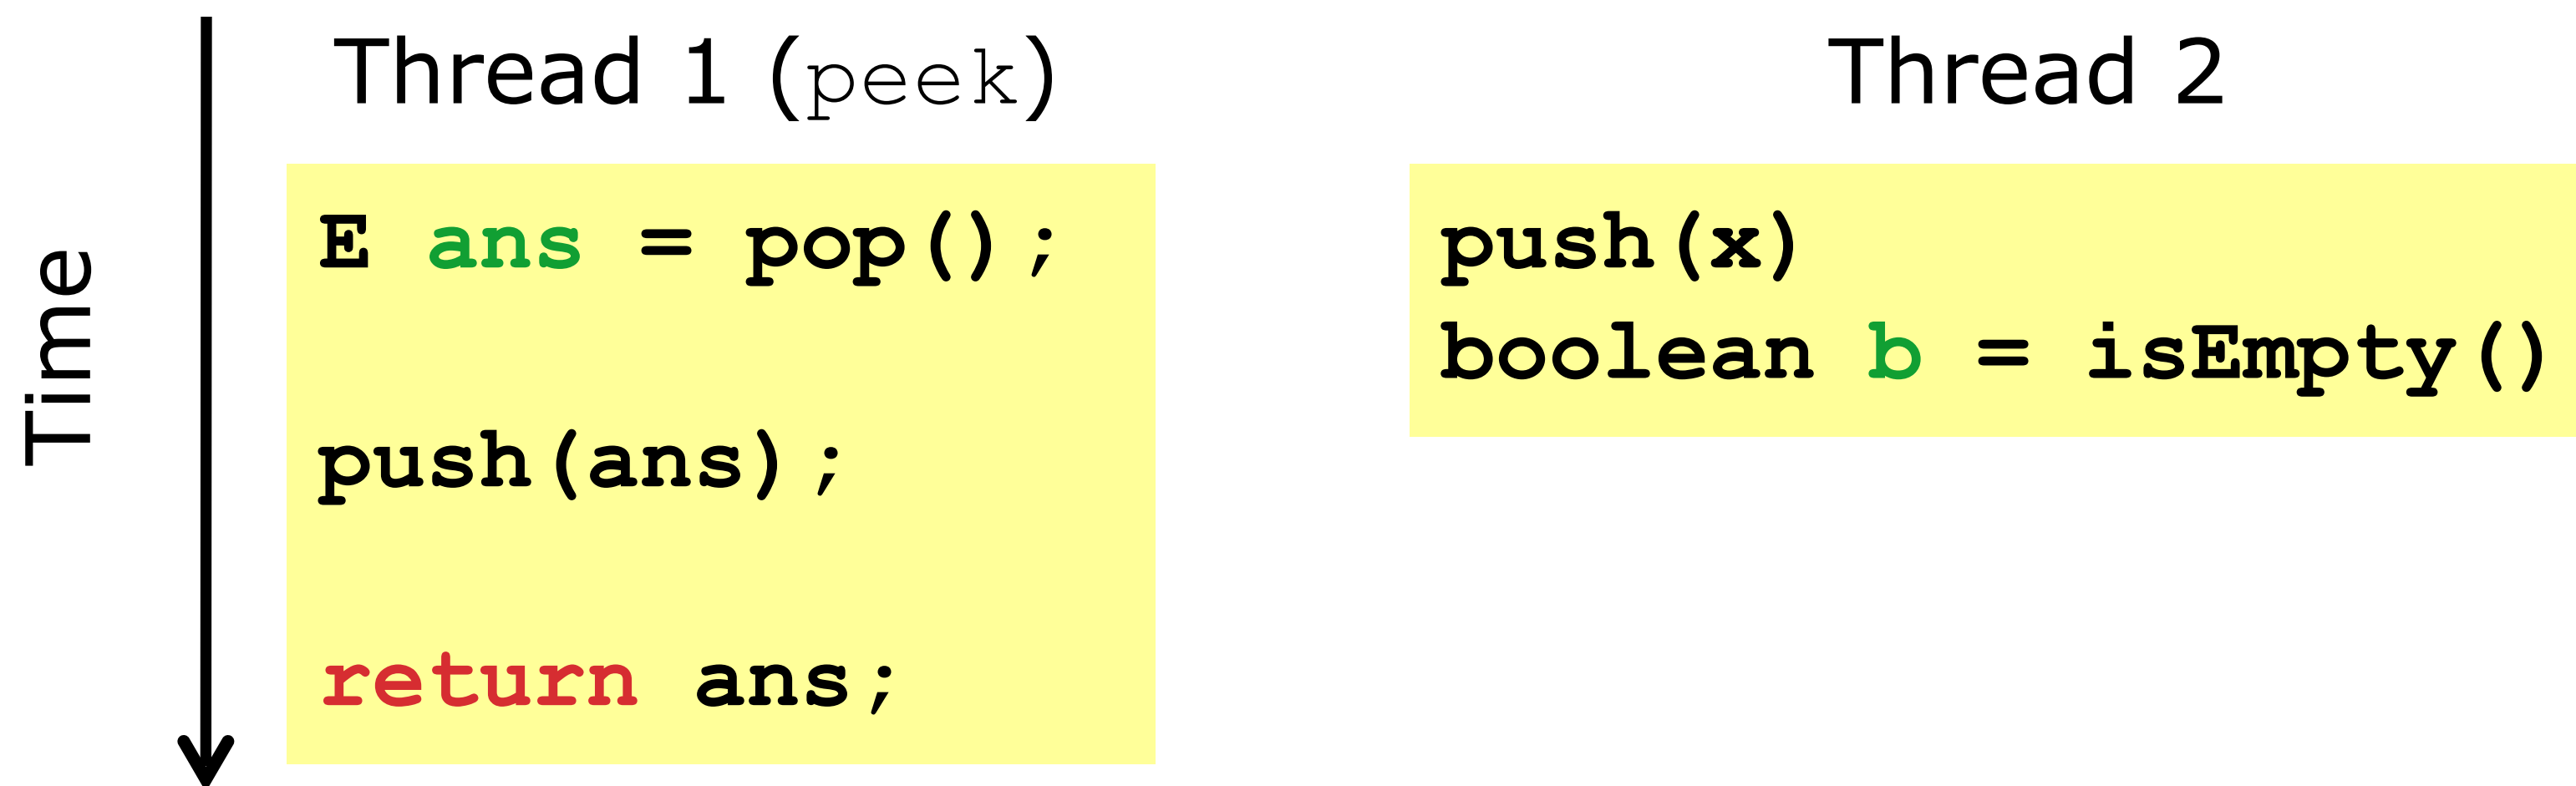 Time
Thread 1 (peek)
E ans = pop();
push(ans);
return ans;
Thread 2
push(x)
boolean b = isEmpty()